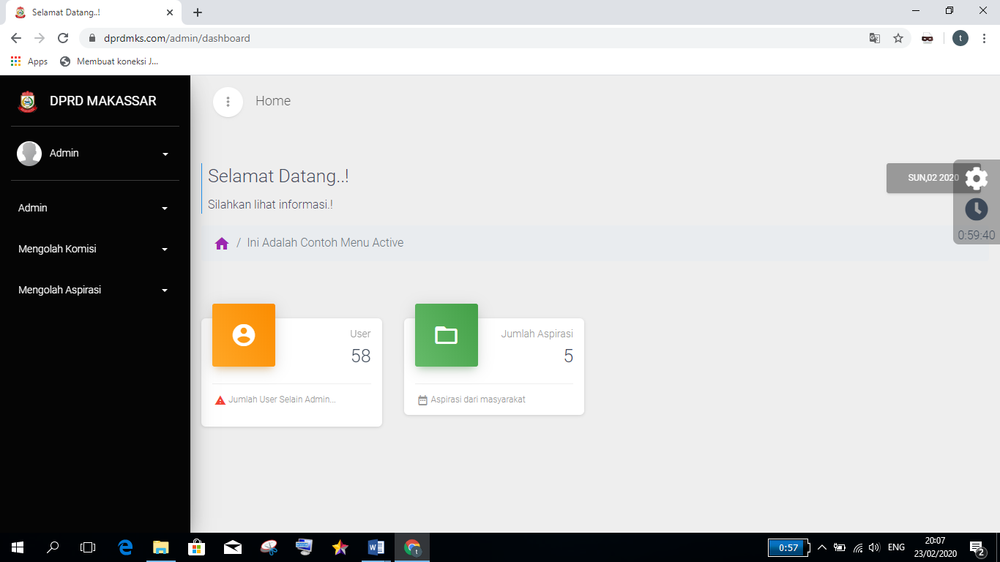 Selamat Datang..!
dprdmks.com/admin/dashboard
t
Apps
Membuat koneksi J...
DPRD MAKASSAR
Home
Admin
Selamat Datang..!
SUN,02 2020
Silahkan lihat informasi.!
Admin
0:59:40
Mengolah Komisi
/ Ini Adalah Contoh Menu Active
Mengolah Aspirasi
User
58
Jumlah User Selain Admin...
Jumlah Aspirasi
5
Aspirasi dari masyarakat
0:57
ENG
20:07
23/02/2020
2